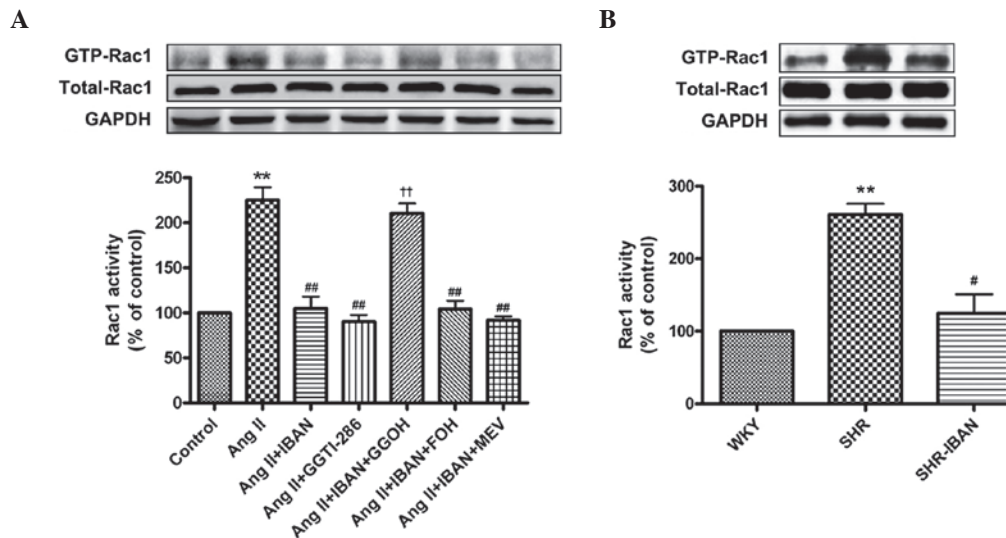 A
GTP-Rac1
Total-Rac1
GAPDH
Rac1 activity
(% of control)
250
200
150
100
50
0
**
##
##
††
##
##
Control
Ang II
Ang II+IBAN
Ang II+GGTI-286
Ang II+IBAN+GGOH
Ang II+IBAN+FOH
Ang II+IBAN+MEV
B
GTP-Rac1
Total-Rac1
GAPDH
Rac1 activity
(% of control)
300
200
100
0
**
#
WKY
SHR
SHR-IBAN